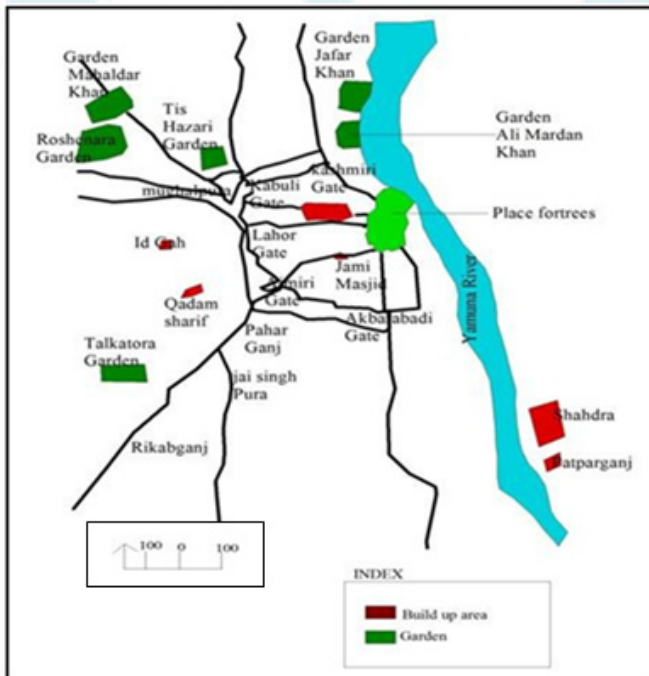 Garden
Mahaldar
Khan
Roshenara
Garden
Tis
Hazari
Garden
Garden
Jafar
Khan
Garden
Ali Mardan
Khan
mughalpura
Kabuli
Gate
kashmiri
Gate
Place fortrees
Id Gah
Lahor
Gate
Jami
Masjid
Qadam
sharif
Ajmiri
Gate
Akbarabadi
Gate
Yamuna River
Talkatora
Garden
Pahar
Ganj
jai singh
Pura
Rikabganj
Shahdra
Patparganj
100 0 100
INDEX
Build up area
Garden